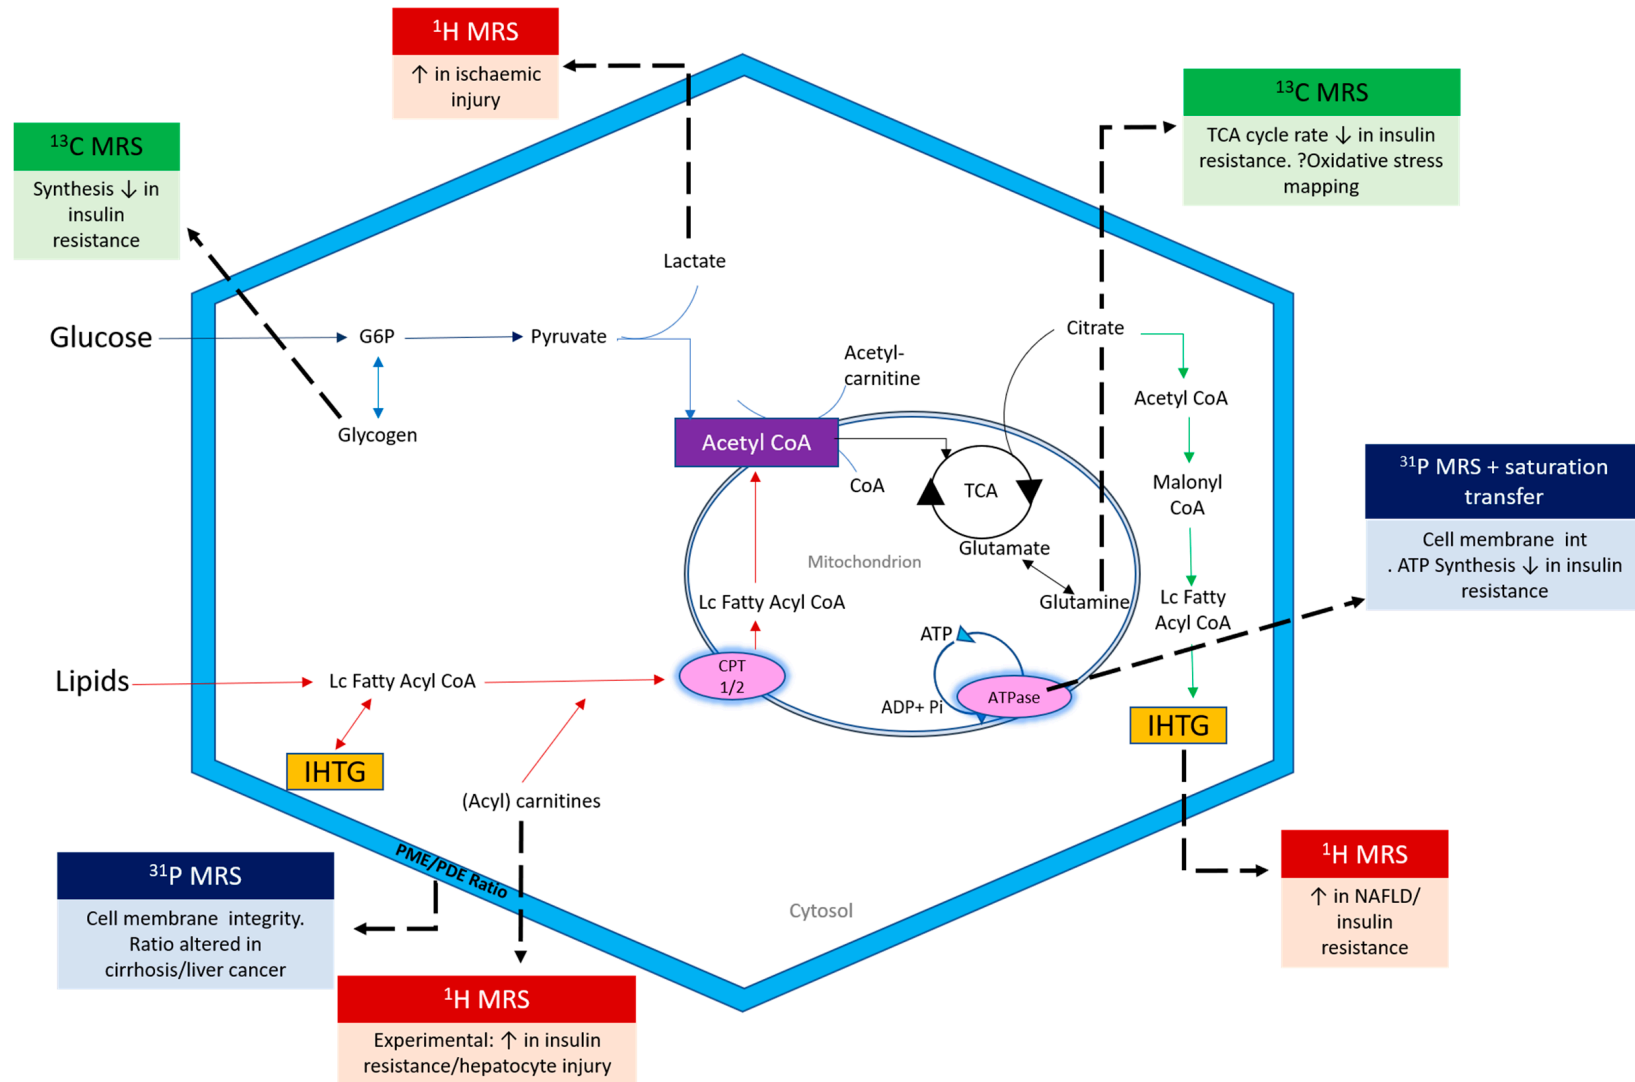 ¹H MRS
↑ in ischaemic
injury
¹³C MRS
TCA cycle rate ↓ in insulin
resistance. ?Oxidative stress
mapping
¹³C MRS
Synthesis ↓ in
insulin
resistance
Lactate
Glucose
G6P
Pyruvate
Citrate
Acetyl-
carnitine
Acetyl CoA
Glycogen
Acetyl CoA
CoA
TCA
Malonyl
CoA
³¹P MRS + saturation
transfer
Cell membrane int
. ATP Synthesis ↓ in insulin
resistance
Glutamate
Mitochondrion
Glutamine
Lc Fatty Acyl CoA
Lc Fatty
Acyl CoA
ATP
CPT
1/2
Lipids
Lc Fatty Acyl CoA
ATPase
ADP+ Pi
IHTG
IHTG
(Acyl) carnitines
PME/PDE Ratio
³¹P MRS
Cell membrane integrity.
Ratio altered in
cirrhosis/liver cancer
Cytosol
¹H MRS
↑ in NAFLD/
insulin
resistance
¹H MRS
Experimental: ↑ in insulin
resistance/hepatocyte injury